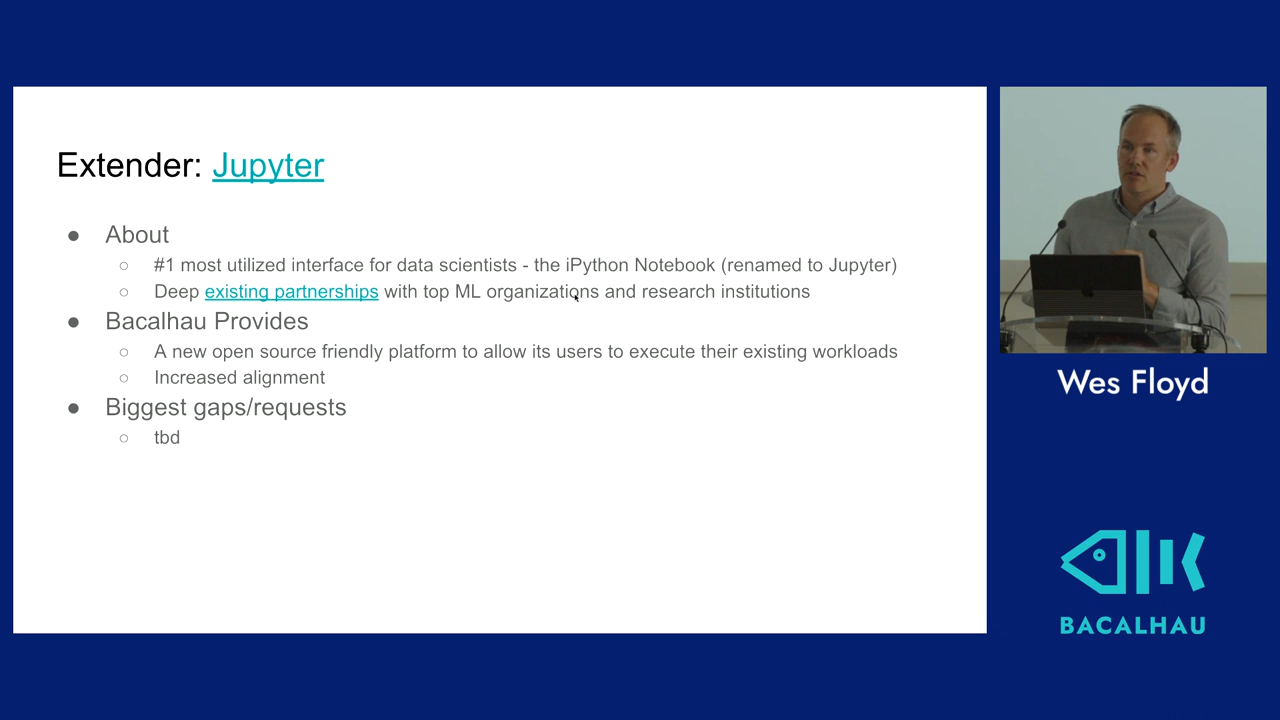 Extender: Jupyter
● About
○ #1 most utilized interface for data scientists - the iPython Notebook (renamed to Jupyter)
○ Deep existing partnerships with top ML organizations and research institutions
● Bacalhau Provides
○ A new open source friendly platform to allow its users to execute their existing workloads
○ Increased alignment
● Biggest gaps/requests
○ tbd
Wes Floyd
BACALHAU